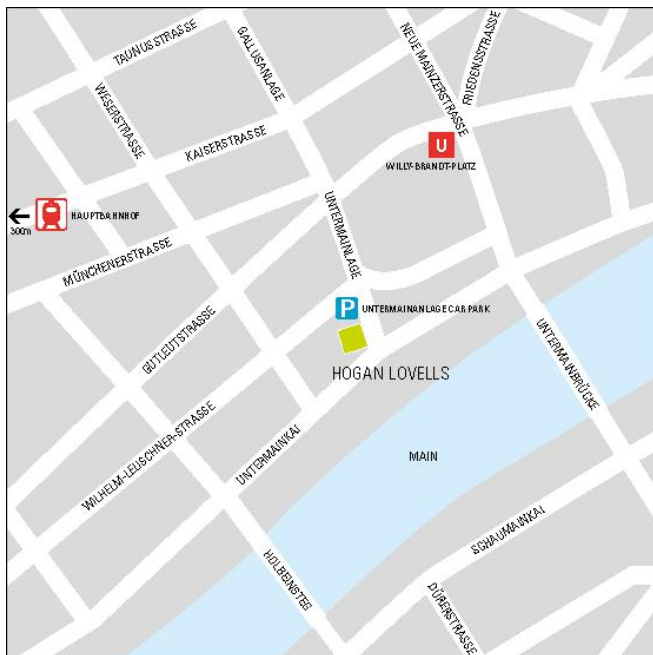 TAUNUSSTRASSE
GALLUSANLAGE
NEUE MAINZERSTRASSE
FRIEDENSSTRASSE
WESERSTRASSE
KAISERSTRASSE
U
WILLY-BRANDT-PLATZ
HAUPTBAHNHOF
300m
UNTERMAINLAGE
MÜNCHENERSTRASSE
P
UNTERMAINANLAGE CAR PARK
GUTLEUTSTRASSE
HOGAN LOVELLS
UNTERMAINBRÜCKE
WILHELM-LEUSCHNER-STRASSE
UNTERMAINKAI
MAIN
SCHAUMAINKAI
HOLBEINSTEG
DÜRERSTRASSE